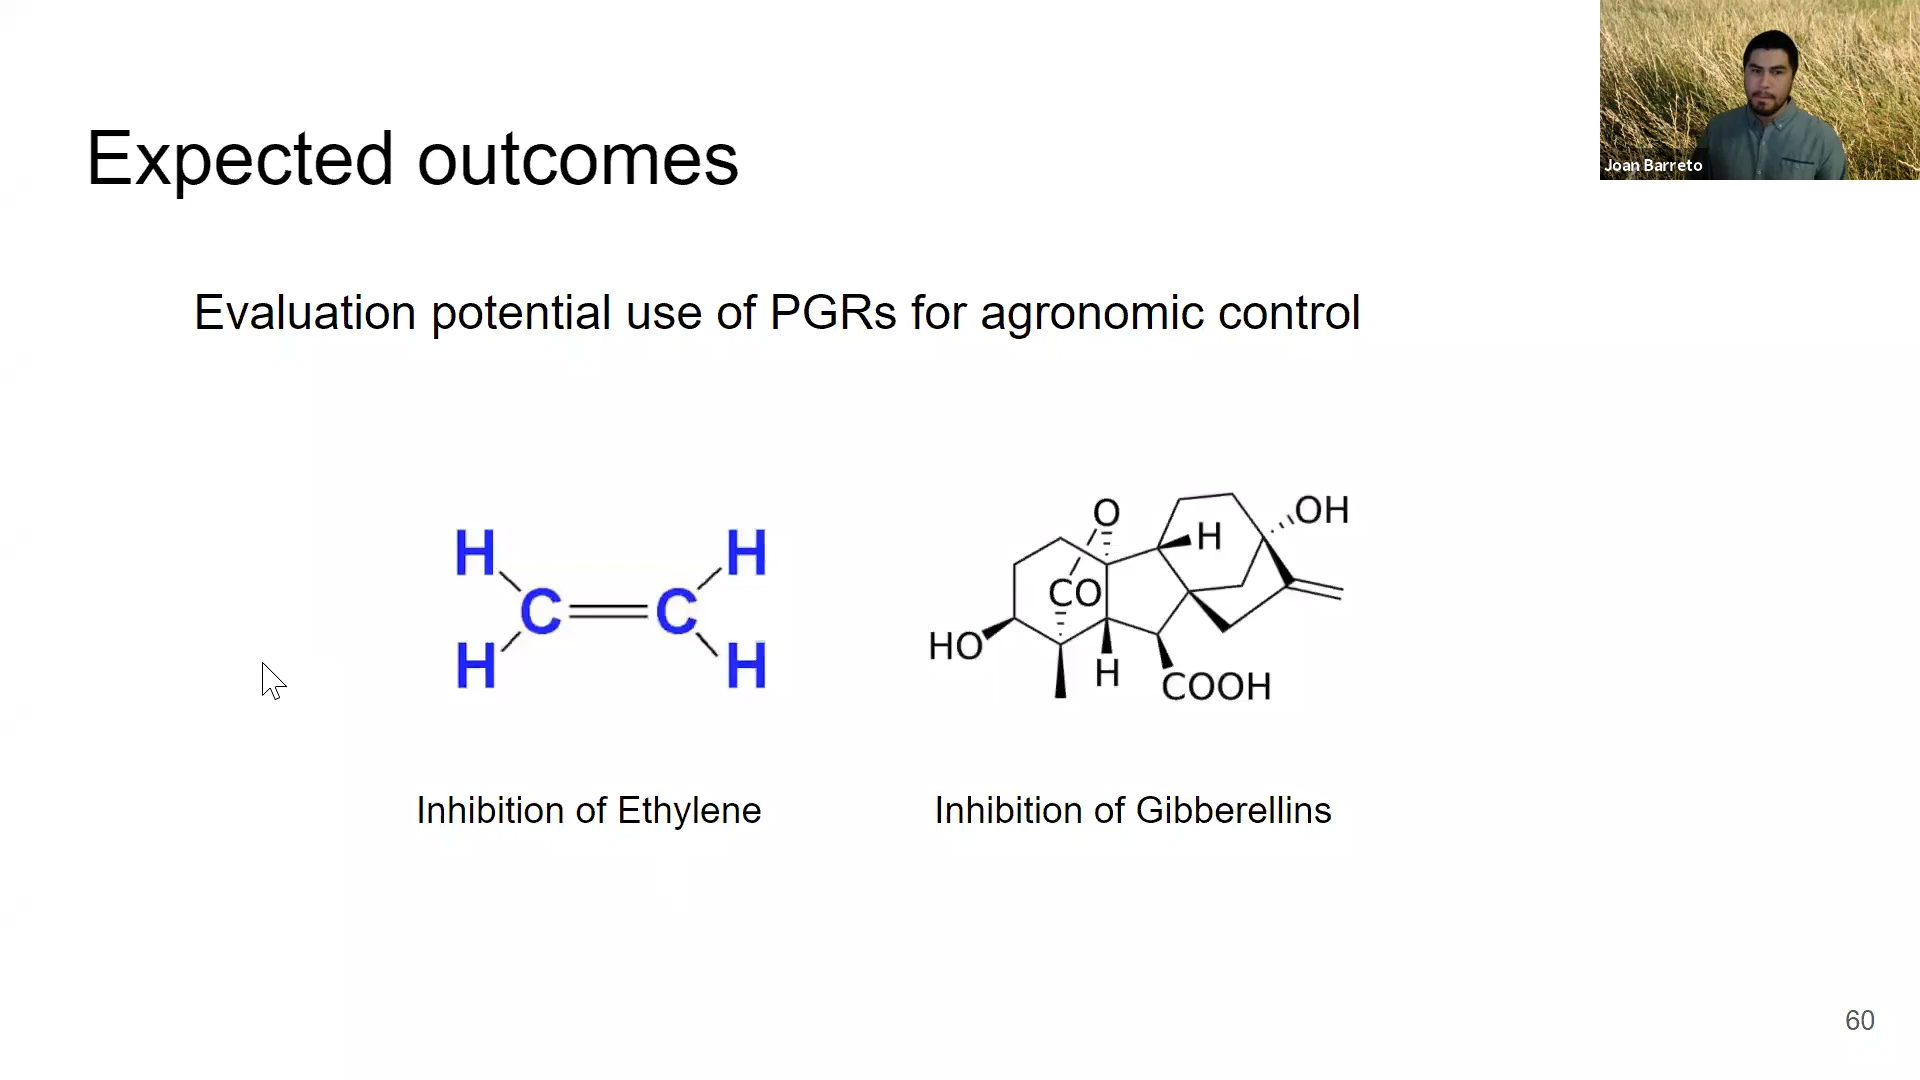 Joan Barreto
Expected outcomes
Evaluation potential use of PGRs for agronomic control
H H
C C
H H
O OH
H
CO
HO
H
COOH
Inhibition of Ethylene
Inhibition of Gibberellins
60